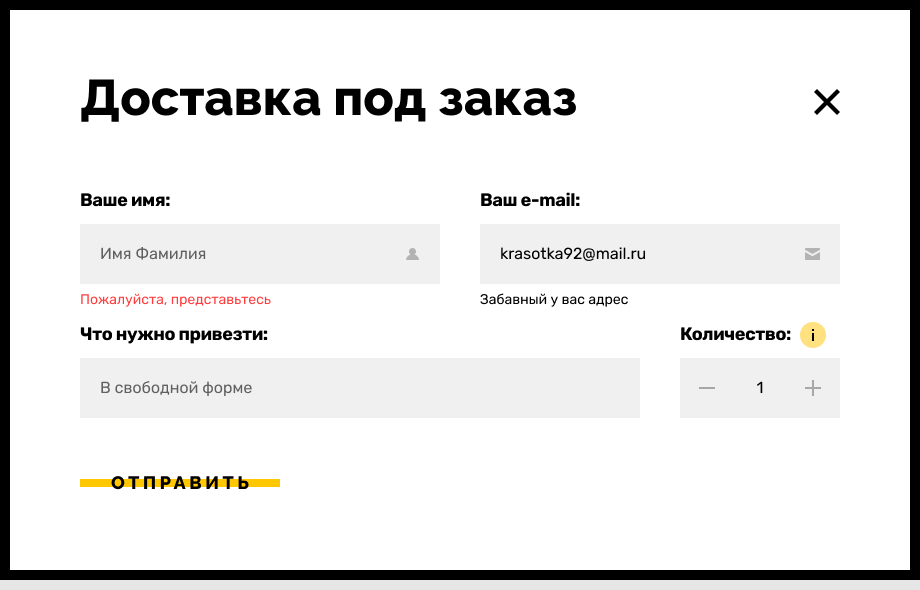 Доставка под заказ
Ваше имя:
Ваш e-mail:
Имя Фамилия
krasotka92@mail.ru
Пожалуйста, представьтесь
Забавный у вас адрес
Что нужно привезти:
Количество:
i
В свободной форме
1
ОТПРАВИТЬ